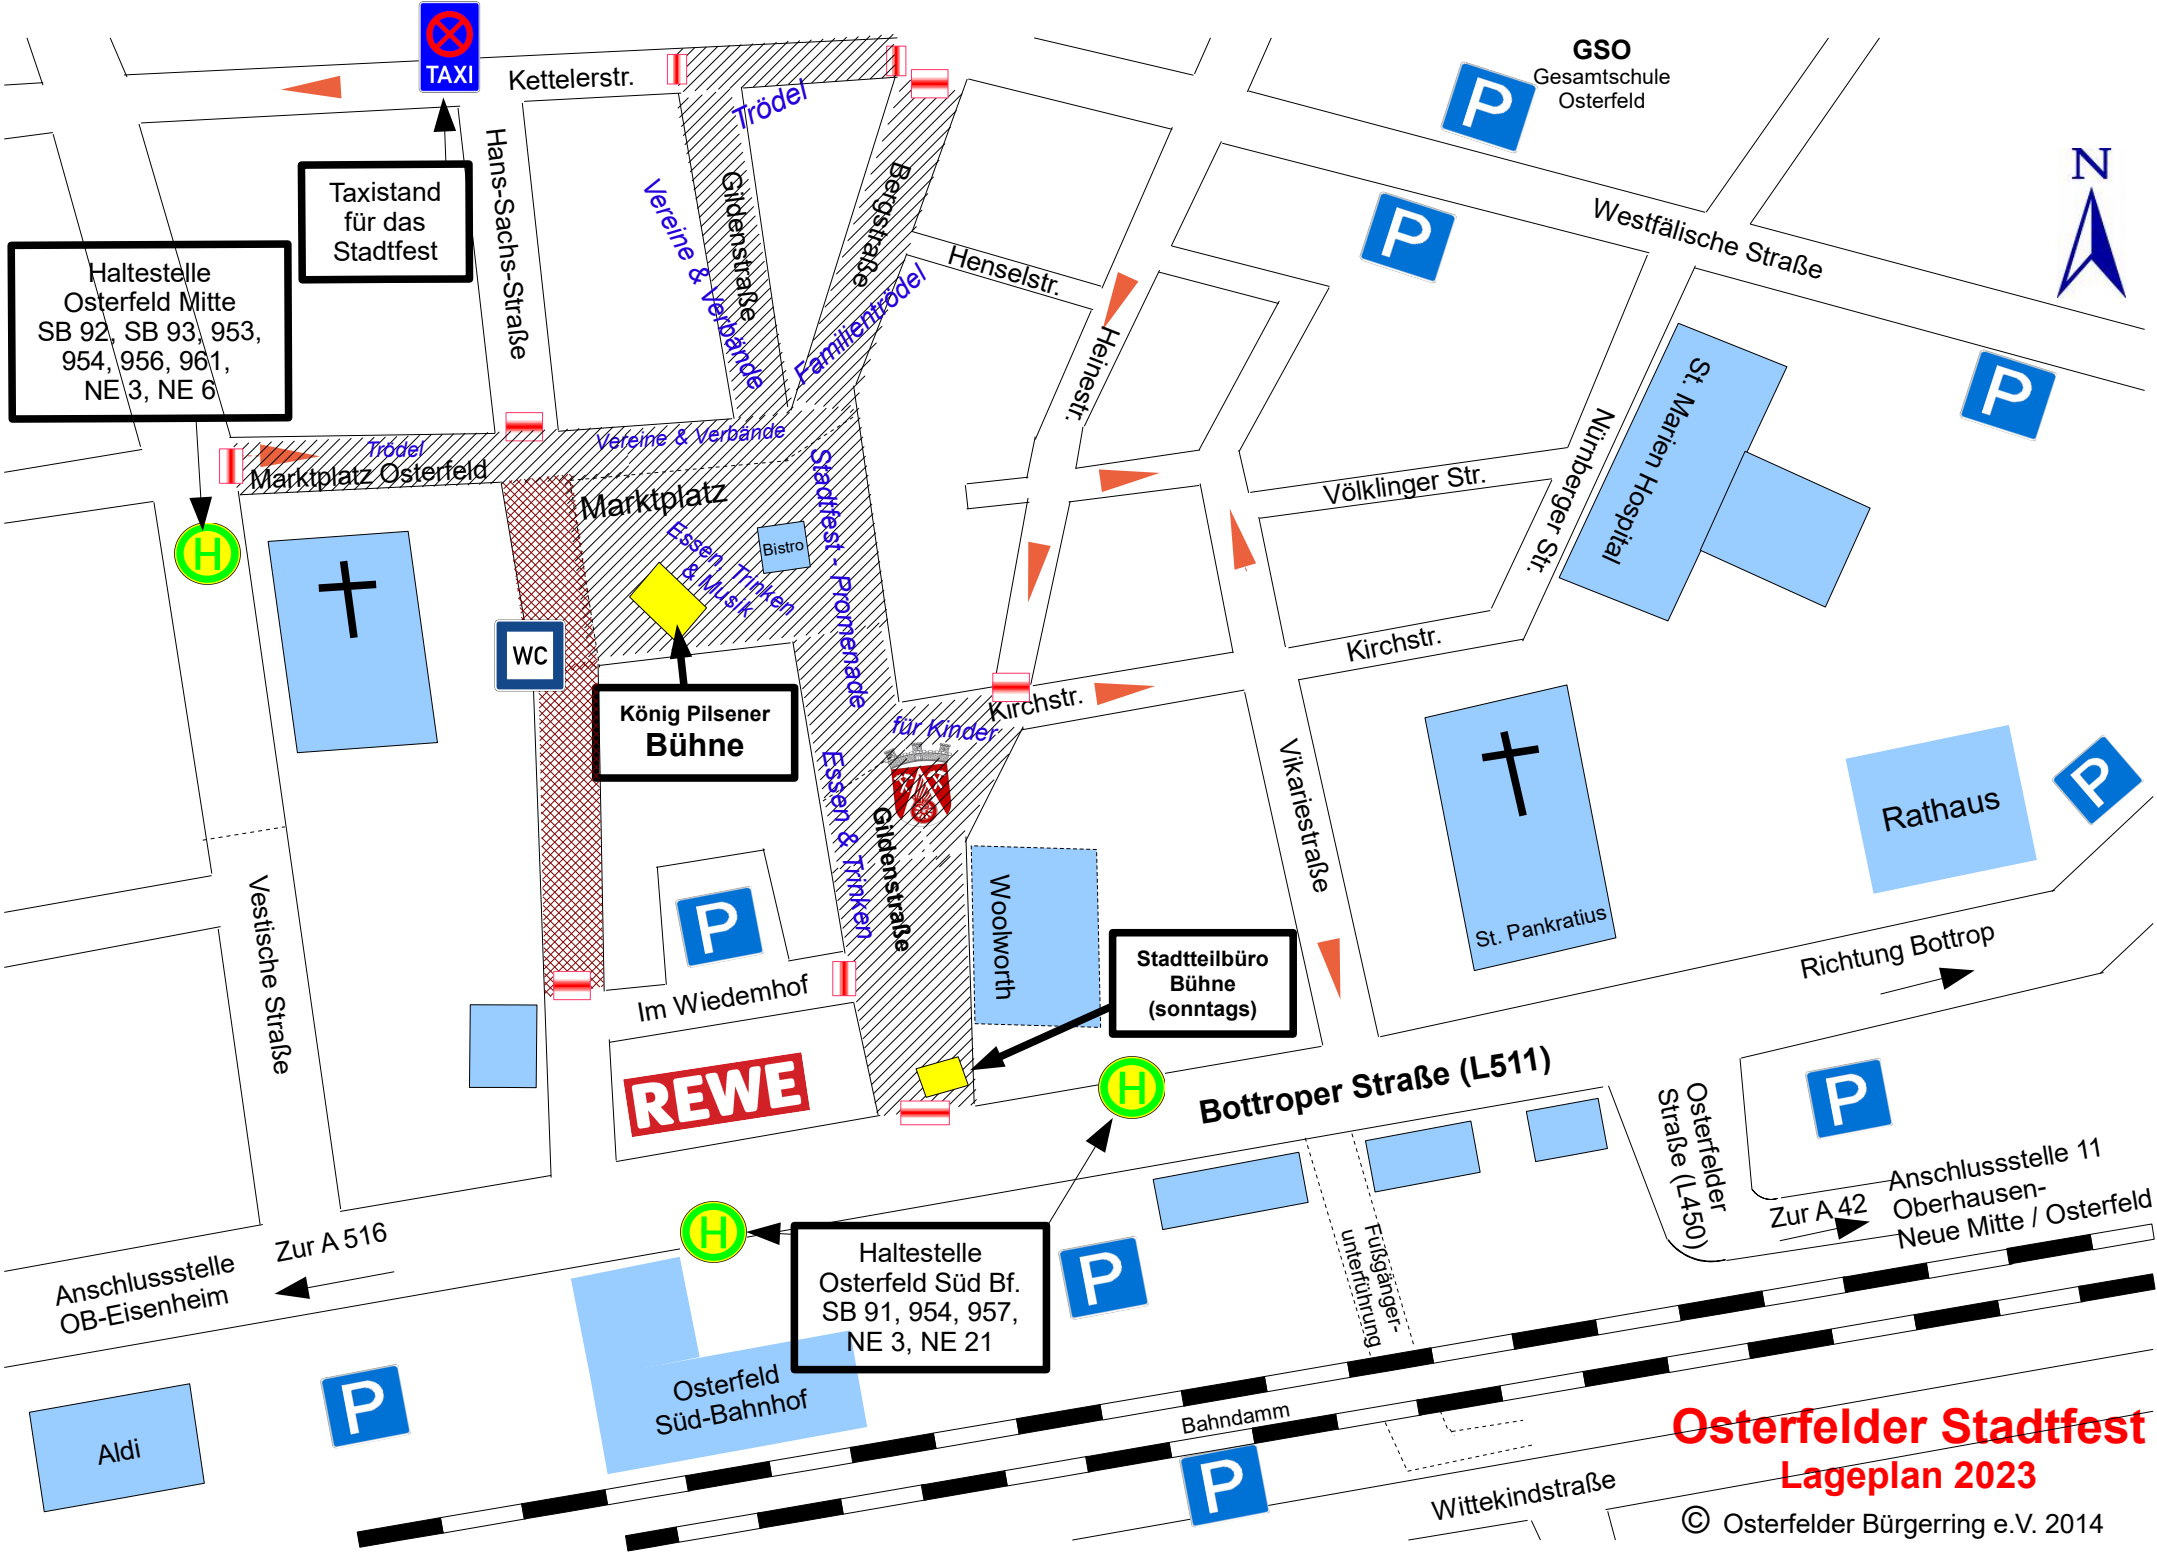 TAXI
Kettelerstr.
Trödel
GSO
Gesamtschule
Osterfeld
P
P
P
N
Taxistand
für das
Stadtfest
Hans-Sachs-Straße
Vereine & Verbände
Gildenstraße
Bergstraße
Familientrödel
Henselstr.
Heinestr.
Westfälische Straße
Haltestelle
Osterfeld Mitte
SB 92, SB 93, 953,
954, 956, 961,
NE 3, NE 6
Trödel
Marktplatz Osterfeld
Vereine & Verbände
Marktplatz
Stadtfest - Promenade
Essen, Trinken
& Musik
Bistro
Völklinger Str.
Nürnberger Str.
St. Marien Hospital
H
WC
König Pilsener
Bühne
Kirchstr.
Kirchstr.
für Kinder
Essen & Trinken
Gildenstraße
Vikariestraße
St. Pankratius
Rathaus
P
Vestische Straße
P
Im Wiedemhof
Woolworth
Stadtteilbüro
Bühne
(sonntags)
Richtung Bottrop
REWE
H
Bottroper Straße (L511)
Osterfelder
Straße (L450)
P
Anschlussstelle 11
Oberhausen-
Neue Mitte / Osterfeld
Zur A 42
Zur A 516
Anschlussstelle
OB-Eisenheim
H
Haltestelle
Osterfeld Süd Bf.
SB 91, 954, 957,
NE 3, NE 21
P
Fußgänger-
unterführung
Osterfeld
Süd-Bahnhof
P
Aldi
Bahndamm
P
Wittekindstraße
Osterfelder Stadtfest
Lageplan 2023
© Osterfelder Bürgerring e.V. 2014